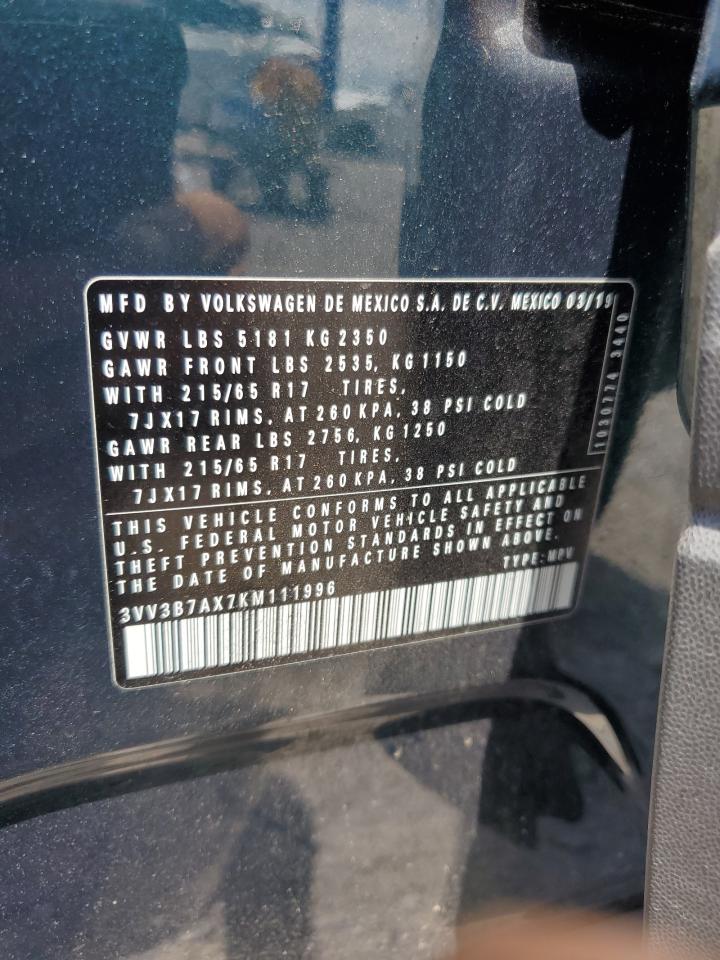 MFD BY VOLKSWAGEN DE MEXICO S.A. DE C.V. MEXICO 03/19
GVWR LBS 5181 KG 2350
GAWR FRONT LBS 2535, KG 1150
WITH 215/65 R17 TIRES,
7JX17 RIMS, AT 260 KPA, 38 PSI COLD
GAWR REAR LBS 2756, KG 1250
WITH 215/65 R17 TIRES,
7JX17 RIMS, AT 260 KPA, 38 PSI COLD
1030774 3440
THIS VEHICLE CONFORMS TO ALL APPLICABLE
U.S. FEDERAL MOTOR VEHICLE SAFETY AND
THEFT PREVENTION STANDARDS IN EFFECT ON
THE DATE OF MANUFACTURE SHOWN ABOVE.
TYPE: MPV
3VV3B7AX7KM111996